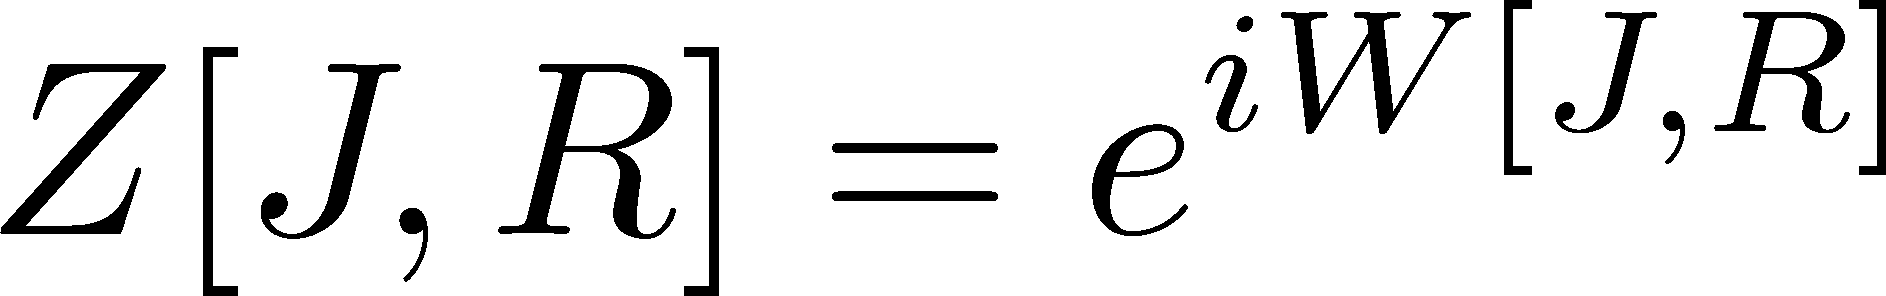 Z[J, R] = e^{iW[J,R]}